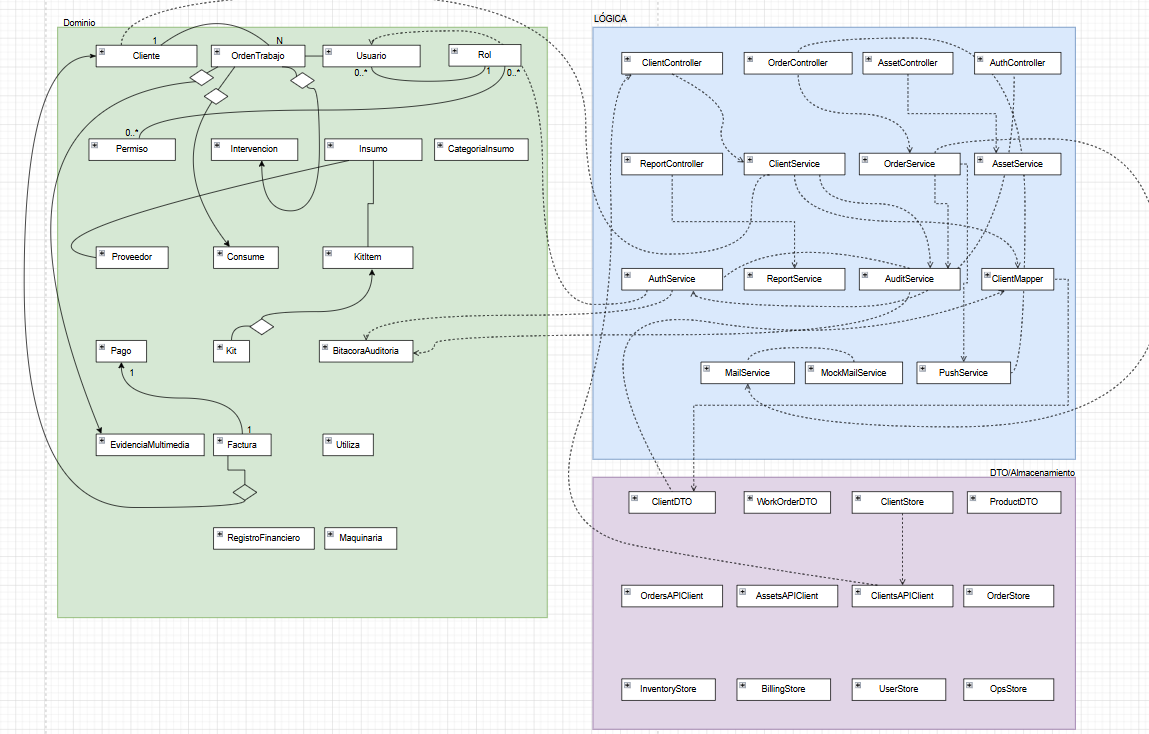 Dominio
LÓGICA
1
N
Cliente
OrdenTrabajo
Usuario
Rol
0..*
1
0..*
ClientController
OrderController
AssetController
AuthController
0..*
Permiso
Intervencion
Insumo
CategoriaInsumo
ReportController
ClientService
OrderService
AssetService
Proveedor
Consume
KitItem
AuthService
ReportService
AuditService
ClientMapper
Pago
Kit
BitacoraAuditoria
1
MailService
MockMailService
PushService
1
EvidenciaMultimedia
Factura
Utiliza
DTO/Almacenamiento
ClientDTO
WorkOrderDTO
ClientStore
ProductDTO
RegistroFinanciero
Maquinaria
OrdersAPIClient
AssetsAPIClient
ClientsAPIClient
OrderStore
InventoryStore
BillingStore
UserStore
OpsStore